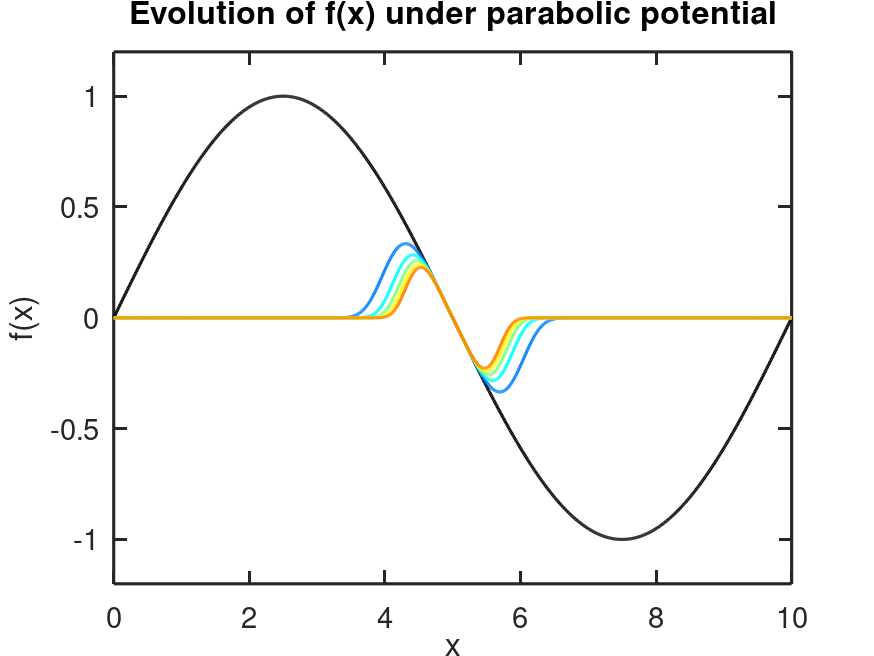 Evolution of f(x) under parabolic potential
f(x)
1
0.5
0
-0.5
-1
0 2 4 6 8 10
x